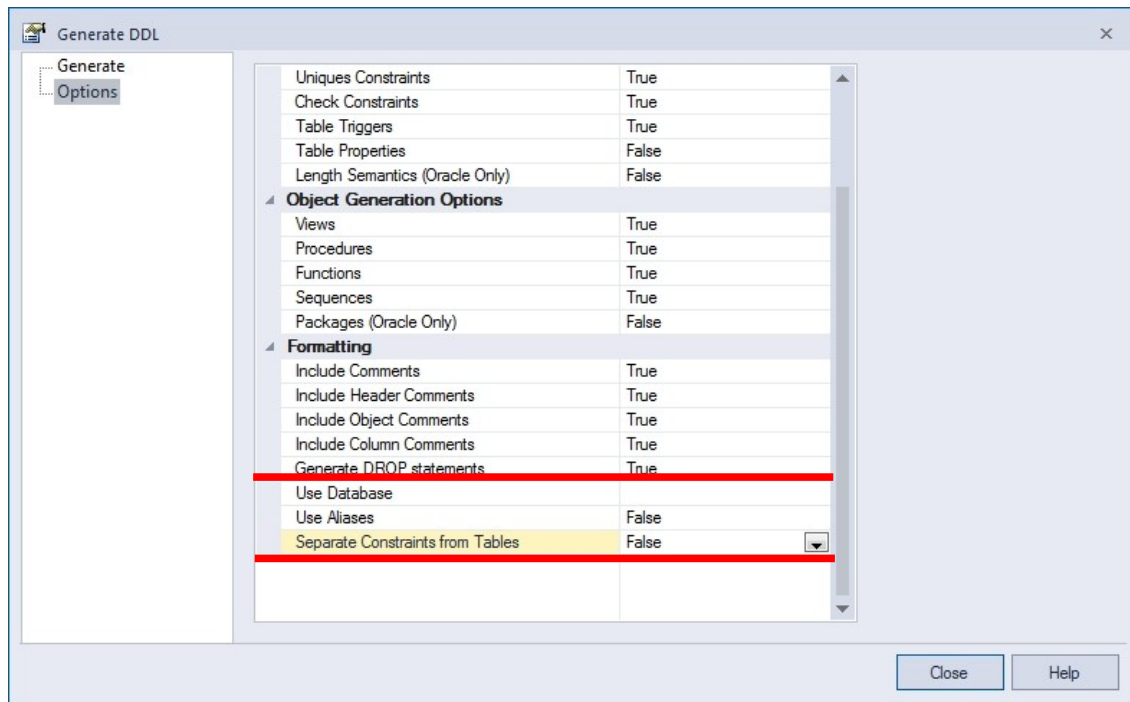 Generate DDL
Generate
Options
Uniques Constraints True
Check Constraints True
Table Triggers True
Table Properties False
Length Semantics (Oracle Only) False
Object Generation Options
Views True
Procedures True
Functions True
Sequences True
Packages (Oracle Only) False
Formatting
Include Comments True
Include Header Comments True
Include Object Comments True
Include Column Comments True
Generate DROP statements True
Use Database
Use Aliases False
Separate Constraints from Tables False
Close Help